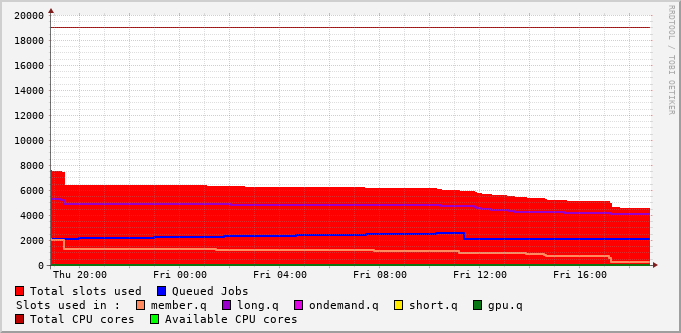 20000
18000
16000
14000
12000
10000
8000
6000
4000
2000
0
Thu 20:00 Fri 00:00 Fri 04:00 Fri 08:00 Fri 12:00 Fri 16:00
Total slots used Queued Jobs
Slots used in : member.q long.q ondemand.q short.q gpu.q
Total CPU cores Available CPU cores
RRDTOOL / TOBI OETIKER